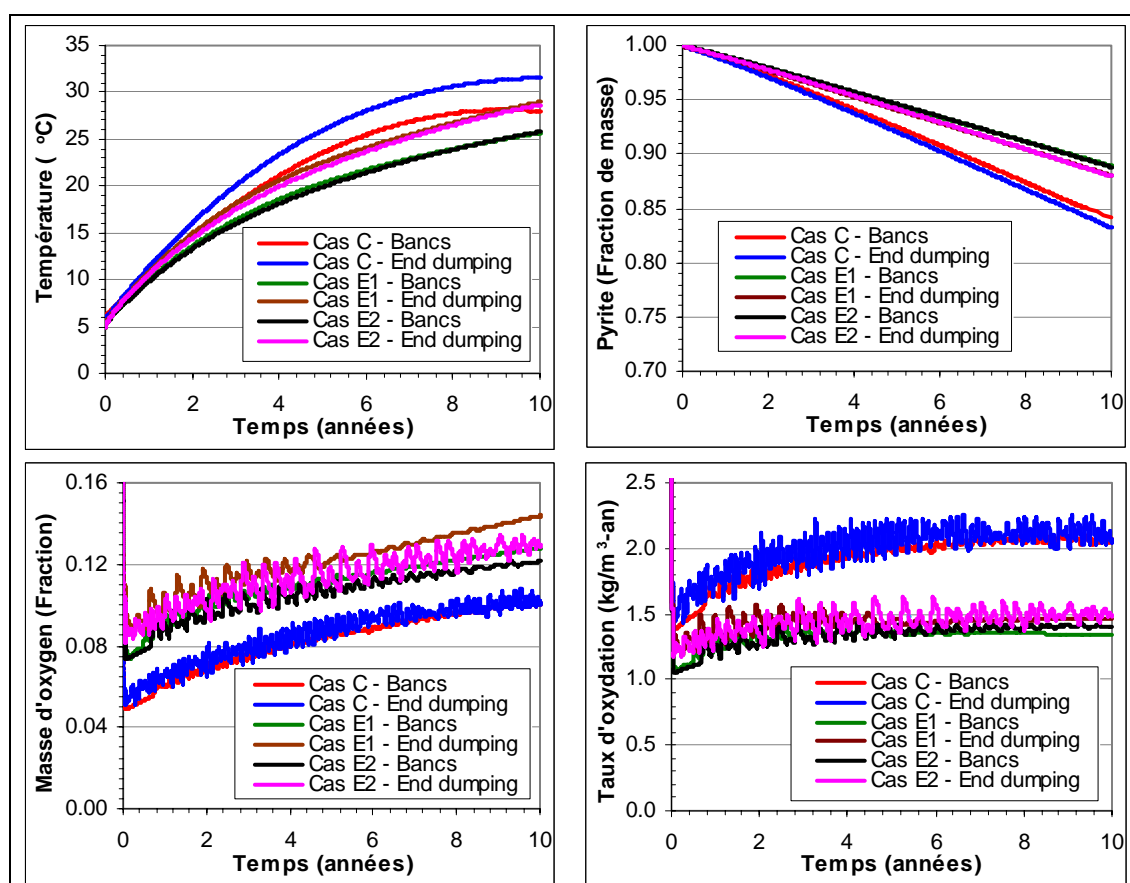 Température ( °C)
35
30
25
20
15
10
5
0
Cas C - Bancs
Cas C - End dumping
Cas E1 - Bancs
Cas E1 - End dumping
Cas E2 - Bancs
Cas E2 - End dumping
0 2 4 6 8 10
Temps (années)
Pyrite (Fraction de masse)
1.00
0.95
0.90
0.85
0.80
0.75
0.70
Cas C - Bancs
Cas C - End dumping
Cas E1 - Bancs
Cas E1 - End dumping
Cas E2 - Bancs
Cas E2 - End dumping
0 2 4 6 8 10
Temps (années)
Masse d'oxygen (Fraction)
0.16
0.12
0.08
0.04
0.00
Cas C - Bancs
Cas C - End dumping
Cas E1 - Bancs
Cas E1 - End dumping
Cas E2 - Bancs
Cas E2 - End dumping
0 2 4 6 8 10
Temps (années)
Taux d'oxydation (kg/m³-an)
2.5
2.0
1.5
1.0
0.5
0.0
Cas C - Bancs
Cas C - End dumping
Cas E1 - Bancs
Cas E1 - End dumping
Cas E2 - Bancs
Cas E2 - End dumping
0 2 4 6 8 10
Temps (années)